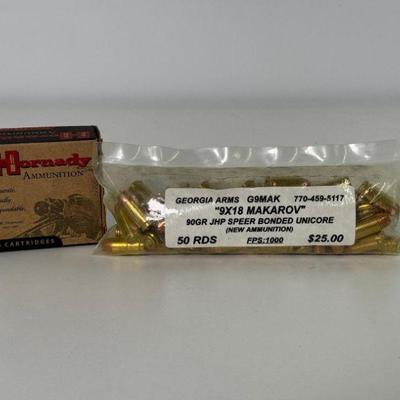 Hornady
AMMUNITION
CARTRIDGES
GEORGIA ARMS G9MAK 770-459-5117
"9X18 MAKAROV"
90GR JHP SPEER BONDED UNICORE
(NEW AMMUNITION)
50 RDS FPS:1000 $25.00